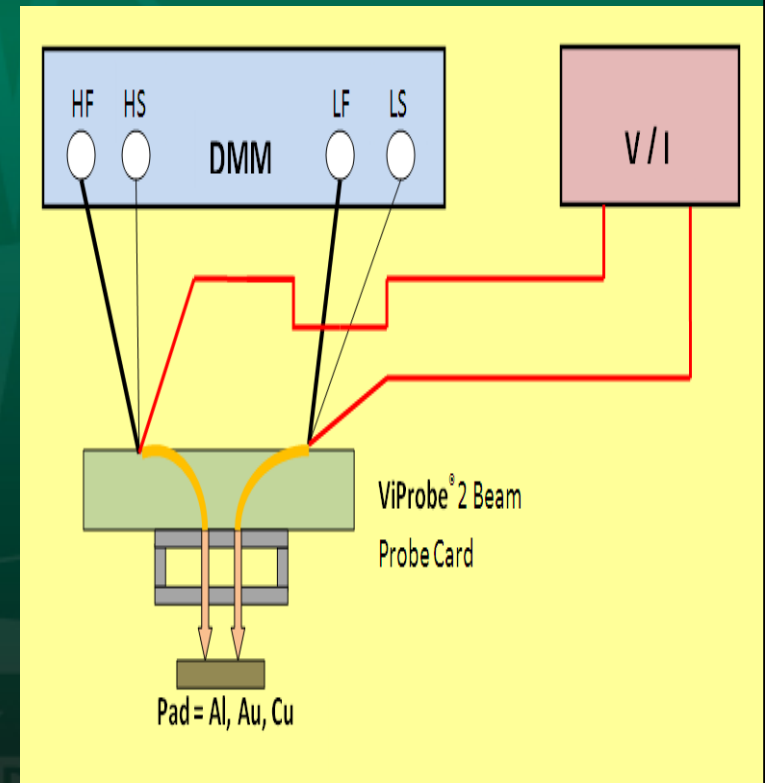 HF HS LF LS
DMM
V / I
ViProbe® 2 Beam
Probe Card
Pad = Al, Au, Cu